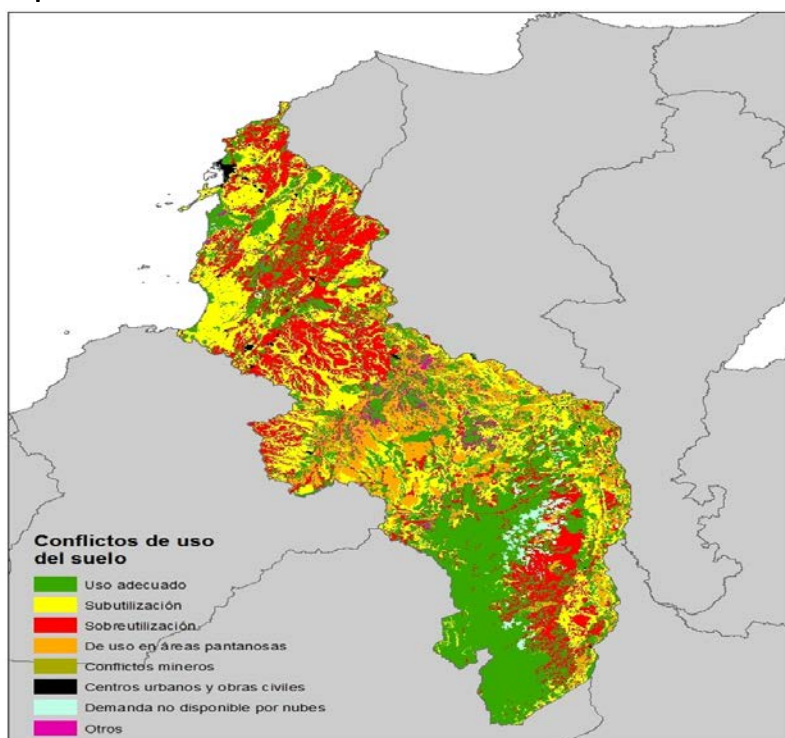 Conflictos de uso
del suelo
Uso adecuado
Subutilización
Sobreutilización
De uso en áreas pantanosas
Conflictos mineros
Centros urbanos y obras civiles
Demanda no disponible por nubes
Otros